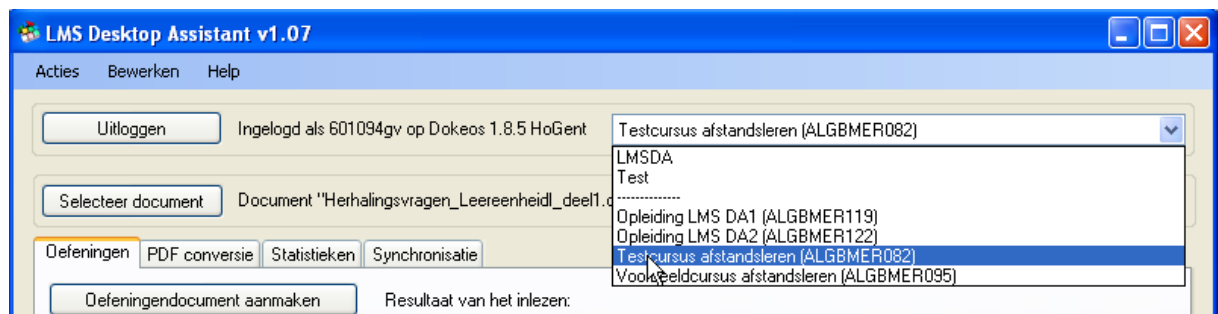 LMS Desktop Assistant v1.07
Acties Bewerken Help
Uitloggen Ingelogd als 601094gv op Dokeos 1.8.5 HoGent Testcursus afstandsleren (ALGBMER082)
LMSDA
Test
--------------
Selecteer document Document "Herhalingsvragen_LeereenheidI_deel1.
Opleiding LMS DA1 (ALGBMER119)
Opleiding LMS DA2 (ALGBMER122)
Testcursus afstandsleren (ALGBMER082)
Voorbeeldcursus afstandsleren (ALGBMER095)
Oefeningen PDF conversie Statistieken Synchronisatie
Oefeningendocument aanmaken Resultaat van het inlezen: